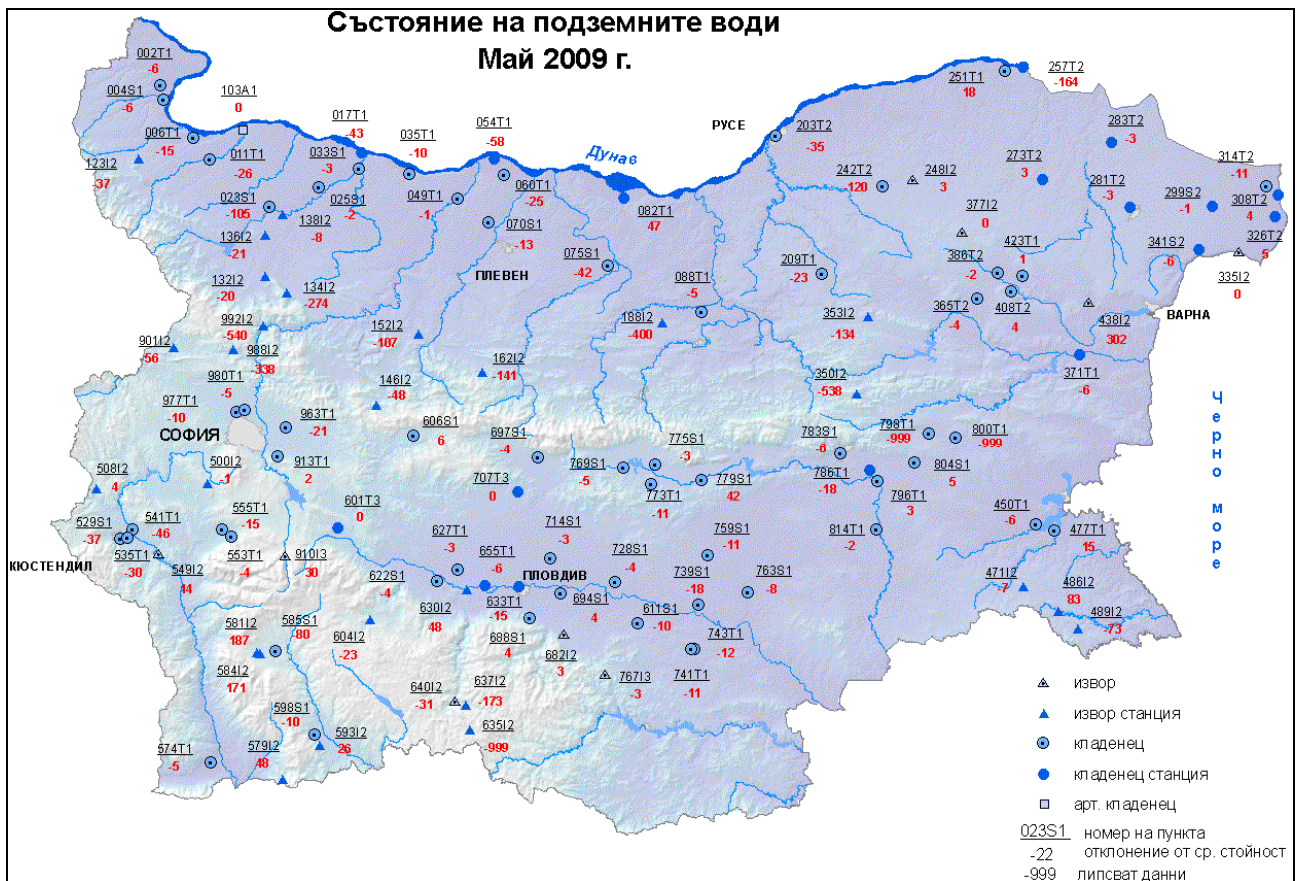 Състояние на подземните води
Май 2009 г.
002T1
-6
004S1
-6
103A1
0
006T1
-15
011T1
-26
123I2
-37
017T1
-43
033S1
-3
035T1
-10
054T1
-58
023S1
-105
025S1
-2
138I2
-8
136I2
-21
049T1
-1
060T1
-25
070S1
-13
082T1
47
Дунав
РУСЕ
203T2
-35
251T1
18
257T2
-164
283T2
-3
242T2
-120
248I2
3
273T2
3
281T2
-3
299S2
-1
314T2
-11
308T2
4
326T2
5
335I2
0
341S2
-6
377I2
0
423T1
1
386T2
-2
365T2
-4
408T2
4
438I2
302
ВАРНА
371T1
-6
132I2
-20
134I2
-274
ПЛЕВЕН
075S1
-42
088T1
-5
209T1
-23
188I2
-400
353I2
-134
350I2
-538
992I2
-540
988I2
-338
901I2
-56
152I2
-107
162I2
-141
146I2
-48
980T1
-5
977T1
-10
СОФИЯ
963T1
-21
913T1
2
606S1
6
697S1
-4
707T3
0
769S1
-5
775S1
-3
773T1
-11
779S1
42
783S1
-6
786T1
-18
798T1
-999
800T1
-999
804S1
5
796T1
3
814T1
-2
Черно море
508I2
4
500I2
-1
529S1
-37
541T1
-46
535T1
-30
КЮСТЕНДИЛ
549I2
44
555T1
-15
553T1
-4
910I3
30
601T3
0
627T1
-3
655T1
-6
622S1
-4
630I2
48
633T1
-15
ПЛОВДИВ
714S1
-3
728S1
-4
694S1
4
688S1
4
682I2
3
611S1
-10
759S1
-11
739S1
-18
763S1
-8
743T1
-12
741T1
-11
767I3
-3
450T1
-6
477T1
15
471I2
-7
486I2
83
489I2
-73
581I2
187
585S1
80
584I2
171
604I2
-23
640I2
-31
637I2
-173
635I2
-999
598S1
-10
593I2
26
579I2
48
574T1
-5
извор
извор станция
кладенец
кладенец станция
арт. кладенец
023S1 номер на пункта
-22 отклонение от ср. стойност
-999 липсват данни